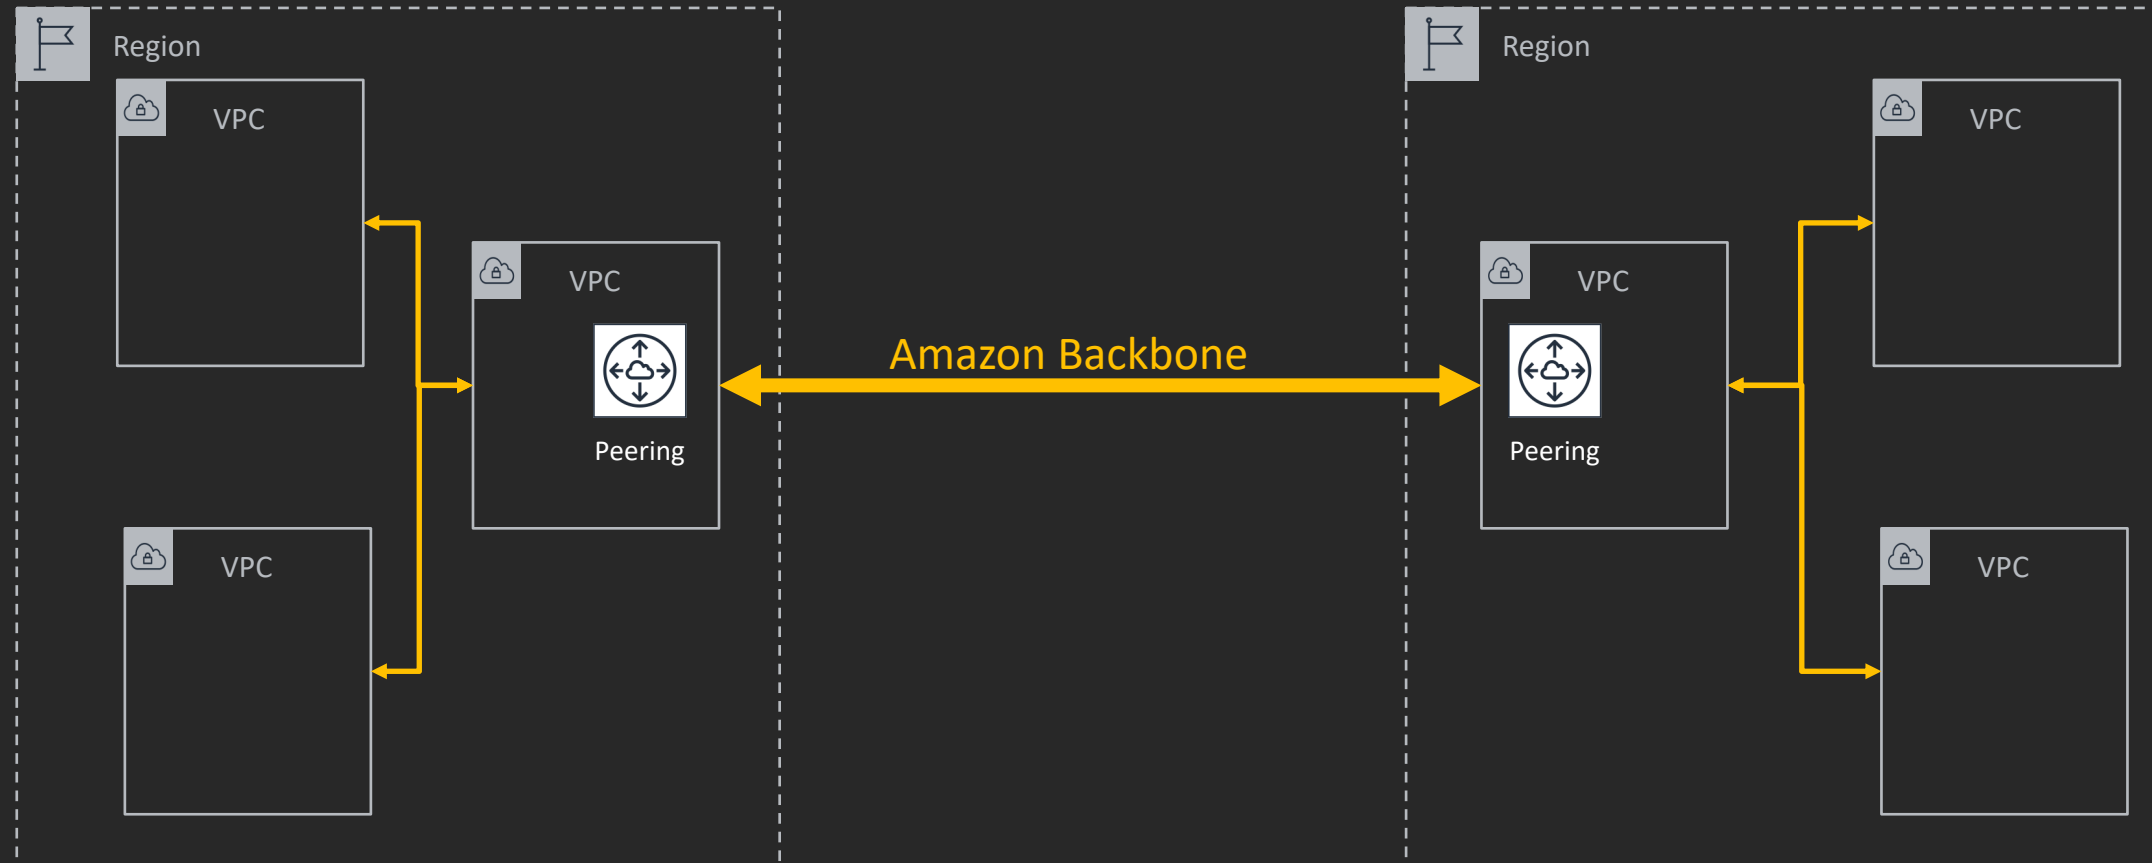 Region
VPC
VPC
Peering
VPC
Amazon Backbone
Region
VPC
VPC
Peering
VPC